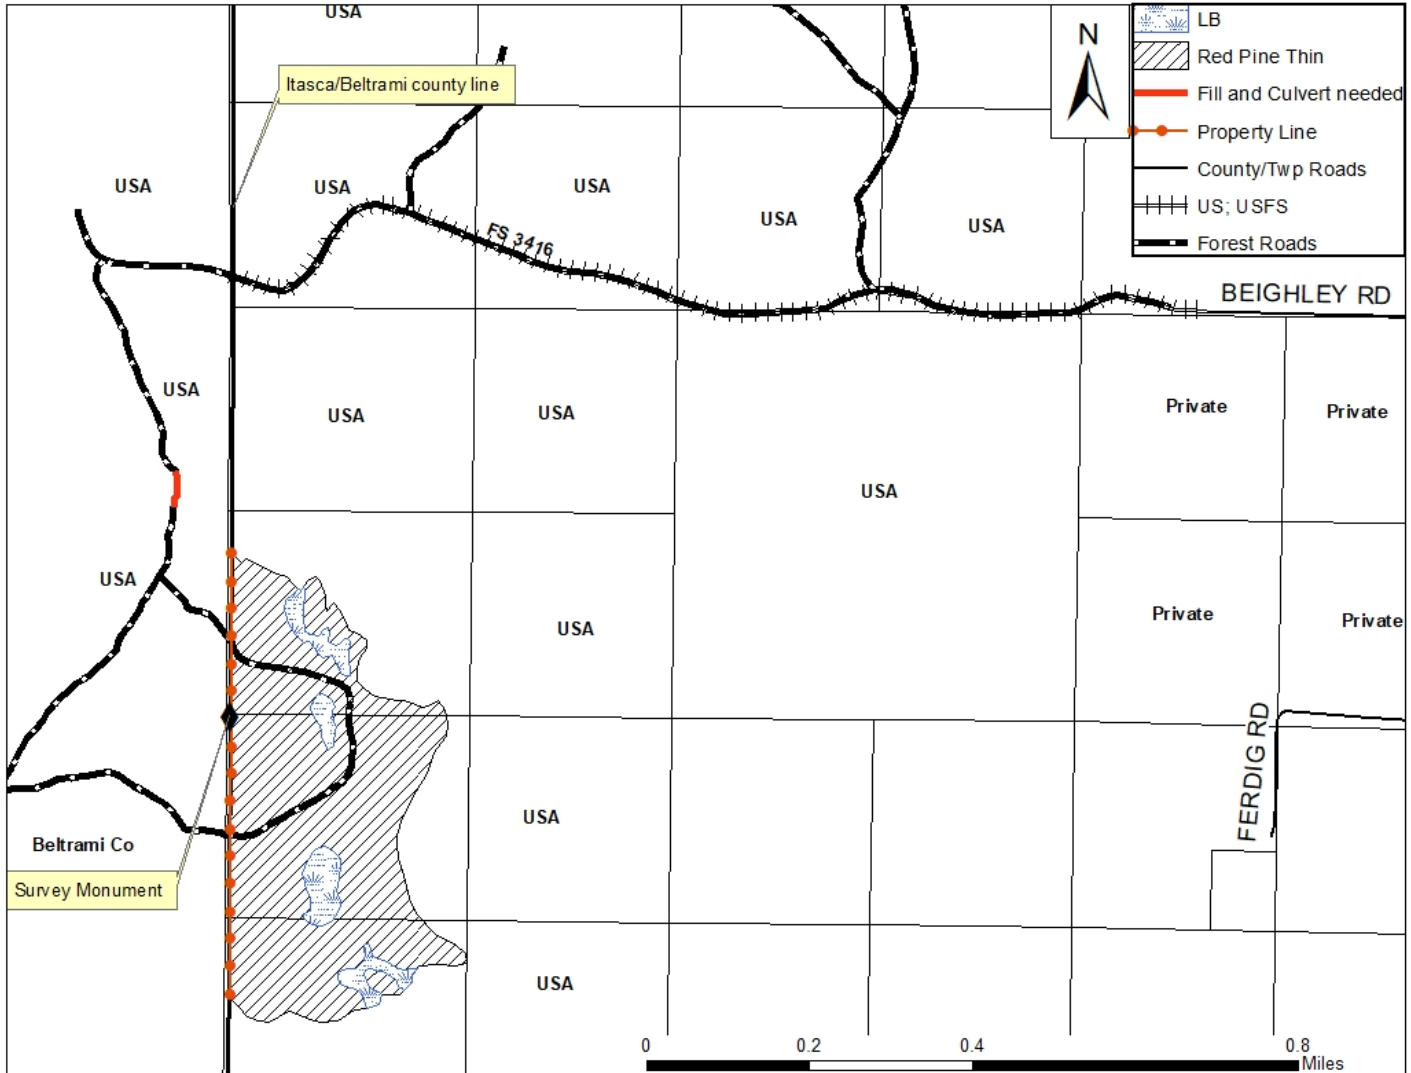 USA
N
LB
Red Pine Thin
Itasca/Beltrami county line
Fill and Culvert needed
Property Line
County/Twp Roads
USA
USA
USA
US; USFS
USA
USA
FS 3416
Forest Roads
BEIGHLEY RD
USA
USA
USA
Private
Private
USA
USA
USA
Private
Private
FERDIG RD
USA
Beltrami Co
Survey Monument
USA
0
0.2
0.4
0.8
Miles